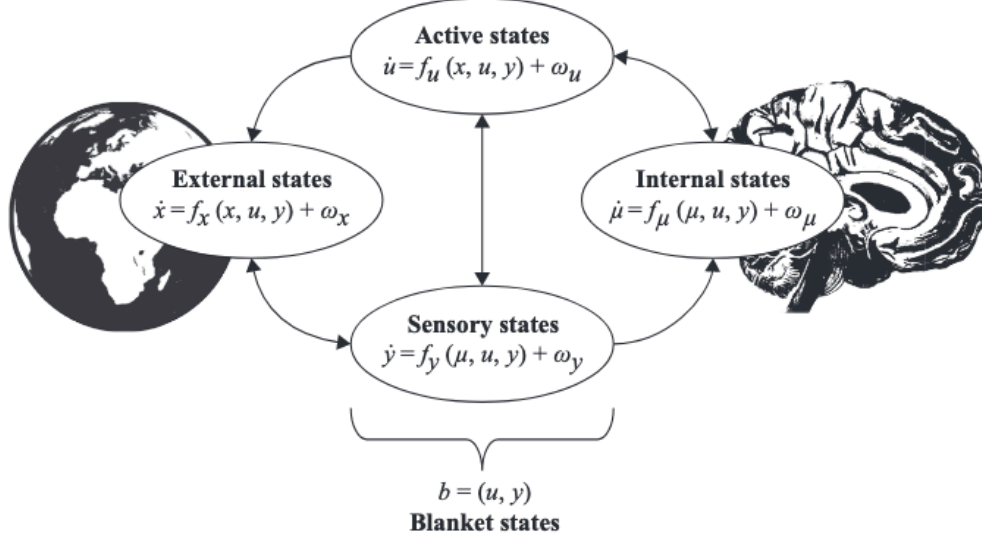 Active states
u̇ = f_u (x, u, y) + ω_u
External states
ẋ = f_x (x, u, y) + ω_x
Internal states
μ̇ = f_μ (μ, u, y) + ω_μ
Sensory states
ẏ = f_y (μ, u, y) + ω_y
b = (u, y)
Blanket states